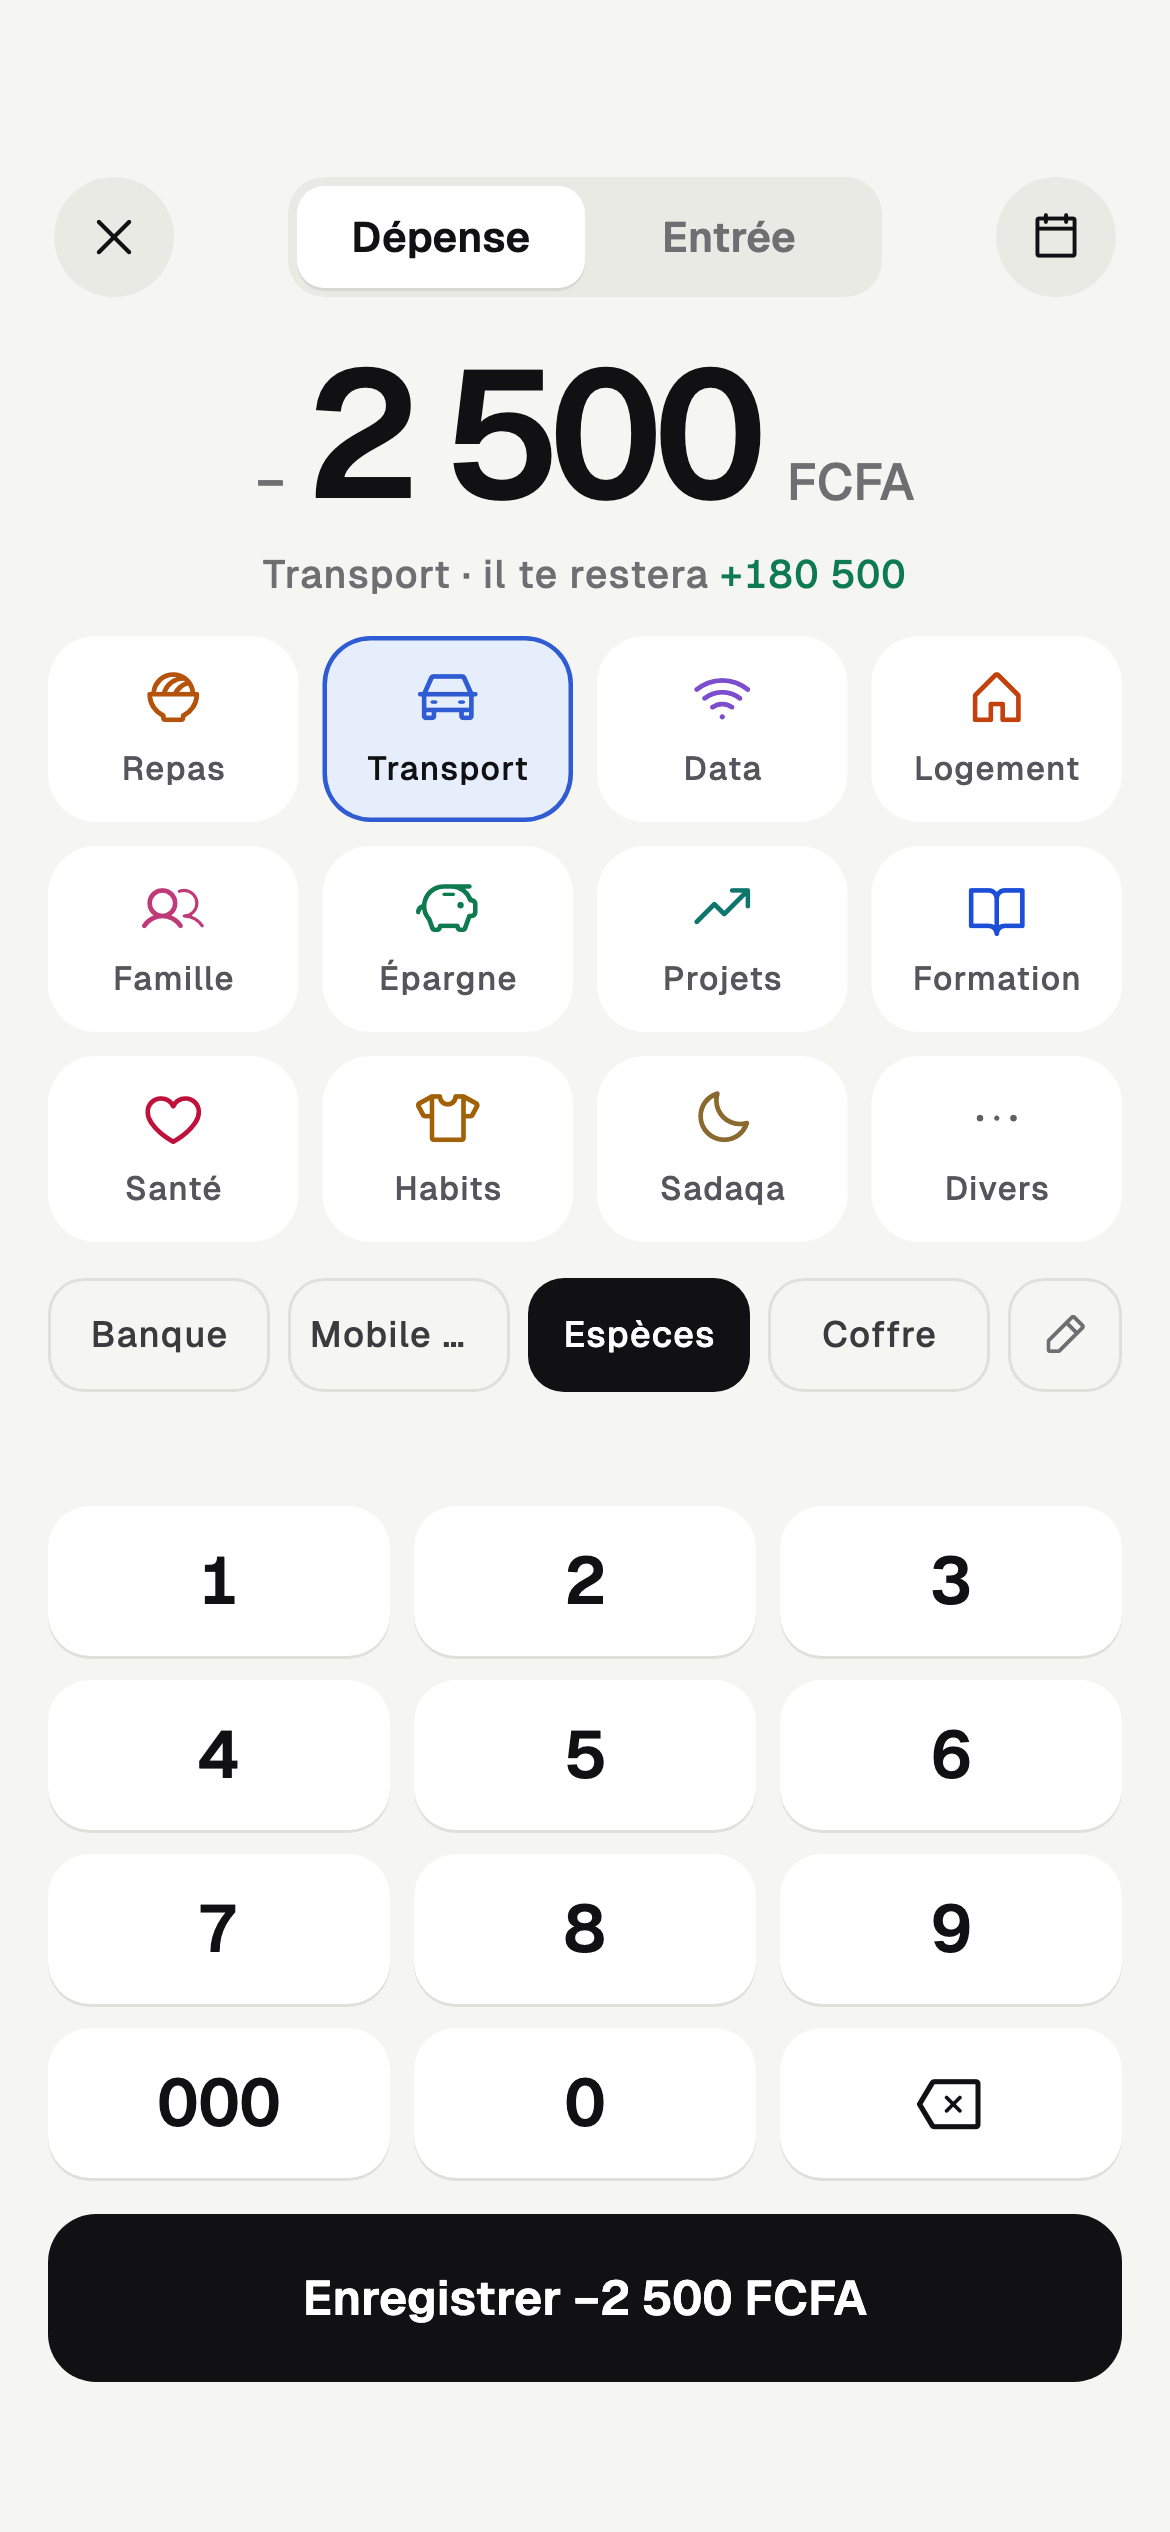 Dépense Entrée
– 2 500 FCFA
Transport · il te restera +180 500
Repas Transport Data Logement
Famille Épargne Projets Formation
Santé Habits Sadaqa Divers
Banque Mobile ... Espèces Coffre
1 2 3
4 5 6
7 8 9
000 0
Enregistrer –2 500 FCFA